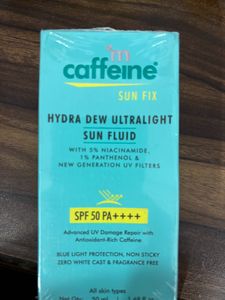 m
caffeine
SUN FIX
HYDRA DEW ULTRALIGHT
SUN FLUID
WITH 5% NIACINAMIDE,
1% PANTHENOL &
NEW GENERATION UV FILTERS
SPF 50 PA++++
Advanced UV Damage Repair with
Antioxidant-Rich Caffeine
BLUE LIGHT PROTECTION, NON STICKY
ZERO WHITE CAST & FRAGRANCE FREE
All skin types